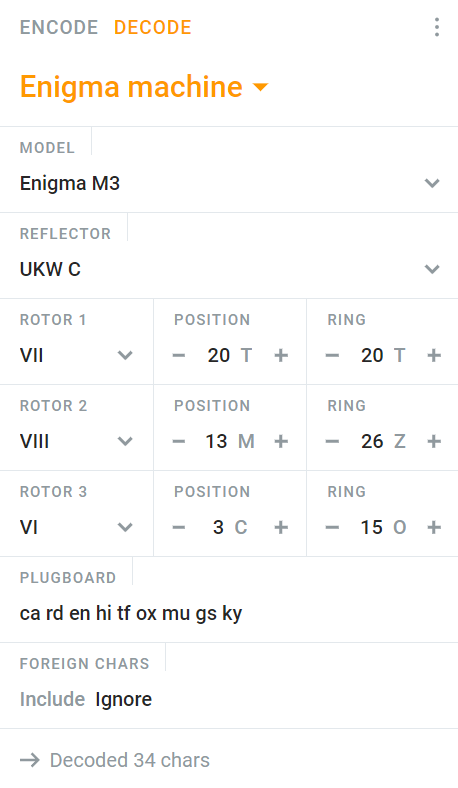 ENCODE DECODE
Enigma machine
MODEL
Enigma M3
REFLECTOR
UKW C
ROTOR 1 POSITION RING
VII − 20 T + − 20 T +
ROTOR 2 POSITION RING
VIII − 13 M + − 26 Z +
ROTOR 3 POSITION RING
VI − 3 C + − 15 O +
PLUGBOARD
ca rd en hi tf ox mu gs ky
FOREIGN CHARS
Include Ignore
→ Decoded 34 chars